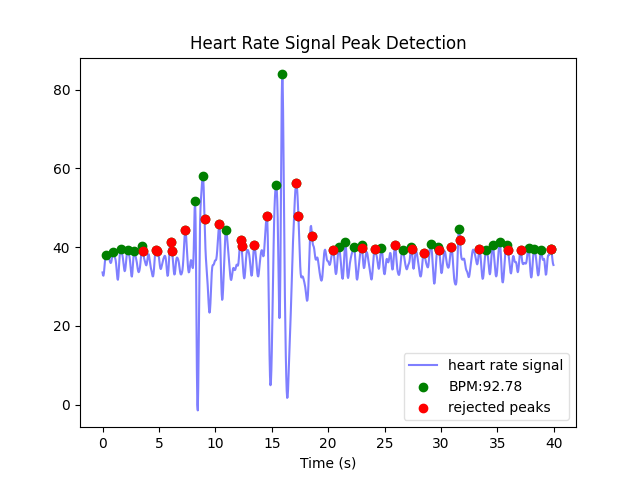 Heart Rate Signal Peak Detection
80
60
40
20
0
heart rate signal
BPM:92.78
rejected peaks
0 5 10 15 20 25 30 35 40
Time (s)